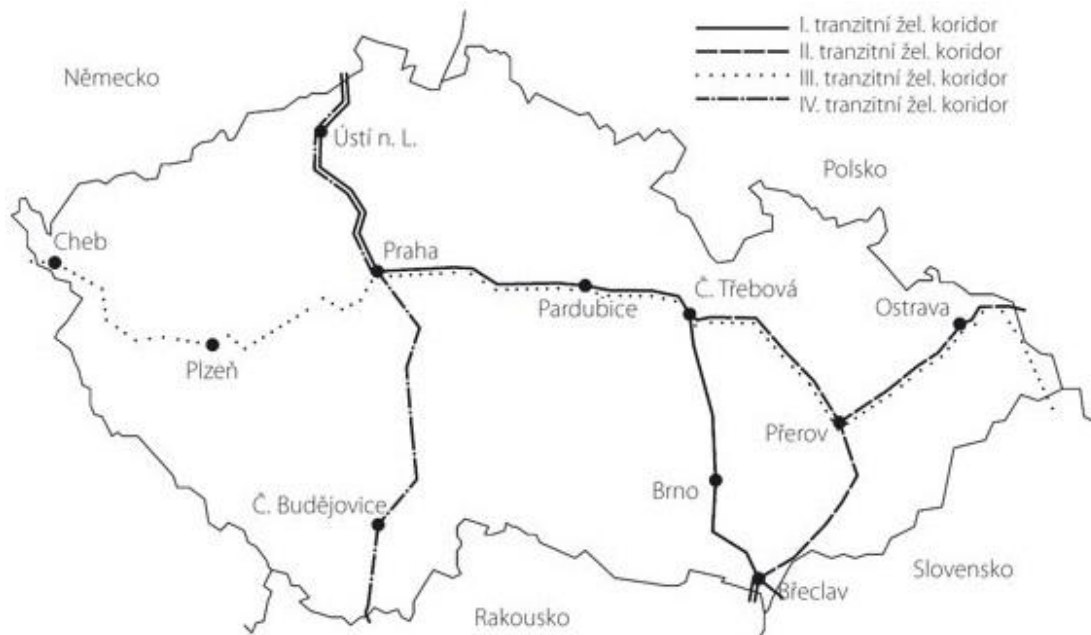 I. tranzitní žel. koridor
II. tranzitní žel. koridor
III. tranzitní žel. koridor
IV. tranzitní žel. koridor
Německo
Ústí n. L.
Polsko
Cheb
Praha
Pardubice
Č. Třebová
Ostrava
Plzeň
Přerov
Brno
Č. Budějovice
Slovensko
Břeclav
Rakousko